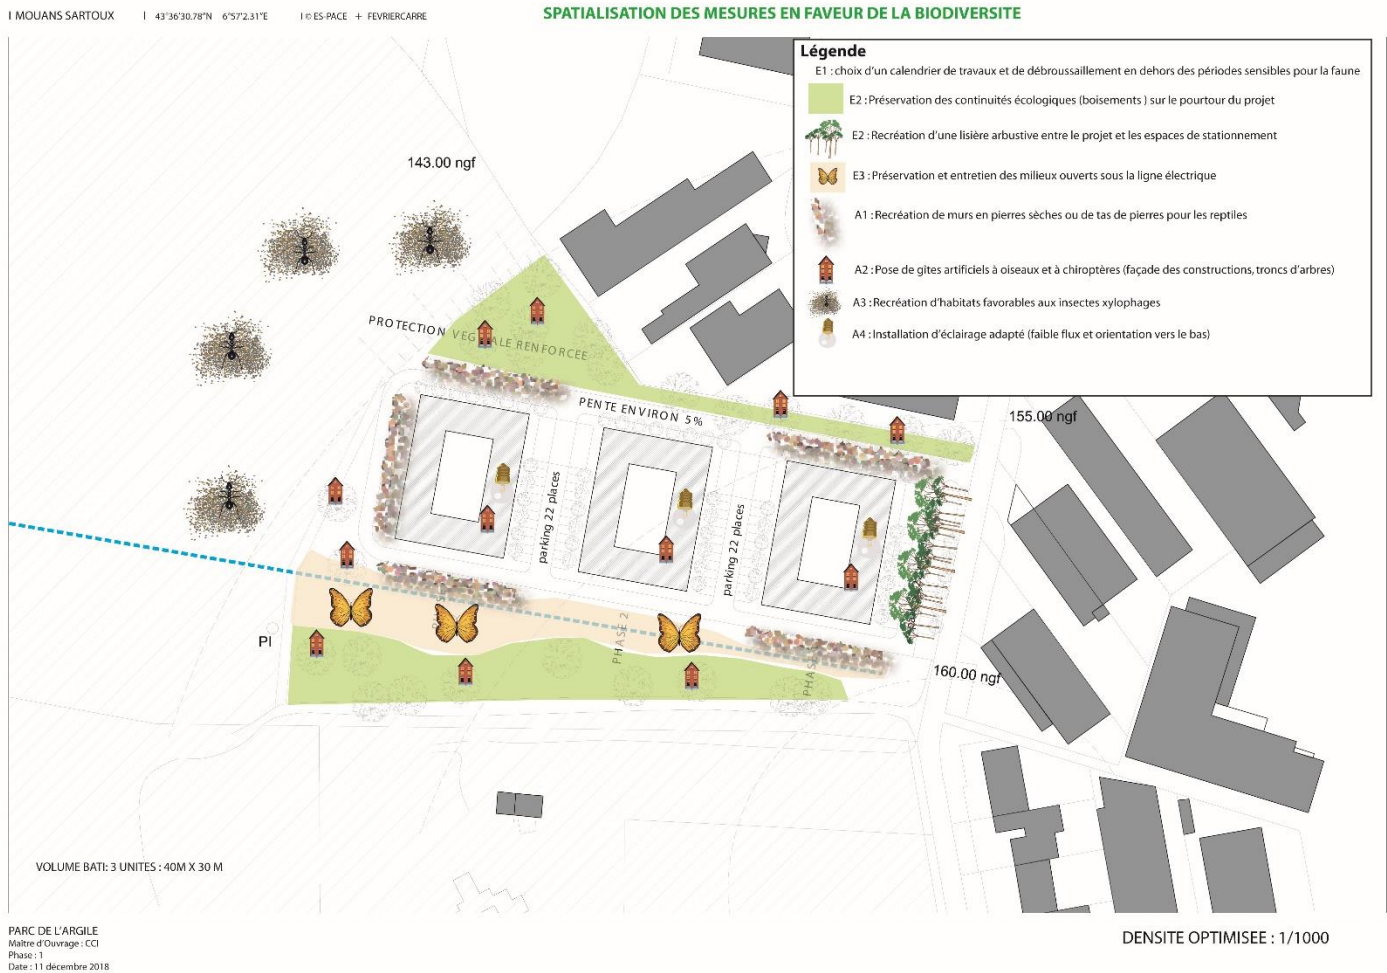 I MOUANS SARTOUX I 43°36'30.78"N 6°57'2.31"E I © ES-PACE + FEVRIERCARRE
SPATIALISATION DES MESURES EN FAVEUR DE LA BIODIVERSITE
Légende
E1 : choix d'un calendrier de travaux et de débroussaillement en dehors des périodes sensibles pour la faune
E2 : Préservation des continuités écologiques (boisements ) sur le pourtour du projet
E2 : Recréation d'une lisière arbustive entre le projet et les espaces de stationnement
E3 : Préservation et entretien des milieux ouverts sous la ligne électrique
A1 : Recréation de murs en pierres sèches ou de tas de pierres pour les reptiles
A2 : Pose de gîtes artificiels à oiseaux et à chiroptères (façade des constructions, troncs d'arbres)
A3 : Recréation d'habitats favorables aux insectes xylophages
A4 : Installation d'éclairage adapté (faible flux et orientation vers le bas)
143.00 ngf
PROTECTION VEGETALE RENFORCEE
PENTE ENVIRON 5%
155.00 ngf
parking 22 places
parking 22 places
PI
PHASE 2
PHASE
160.00 ngf
VOLUME BATI: 3 UNITES : 40M X 30 M
PARC DE L'ARGILE
Maître d'Ouvrage : CCI
Phase : 1
Date : 11 décembre 2018
DENSITE OPTIMISEE : 1/1000